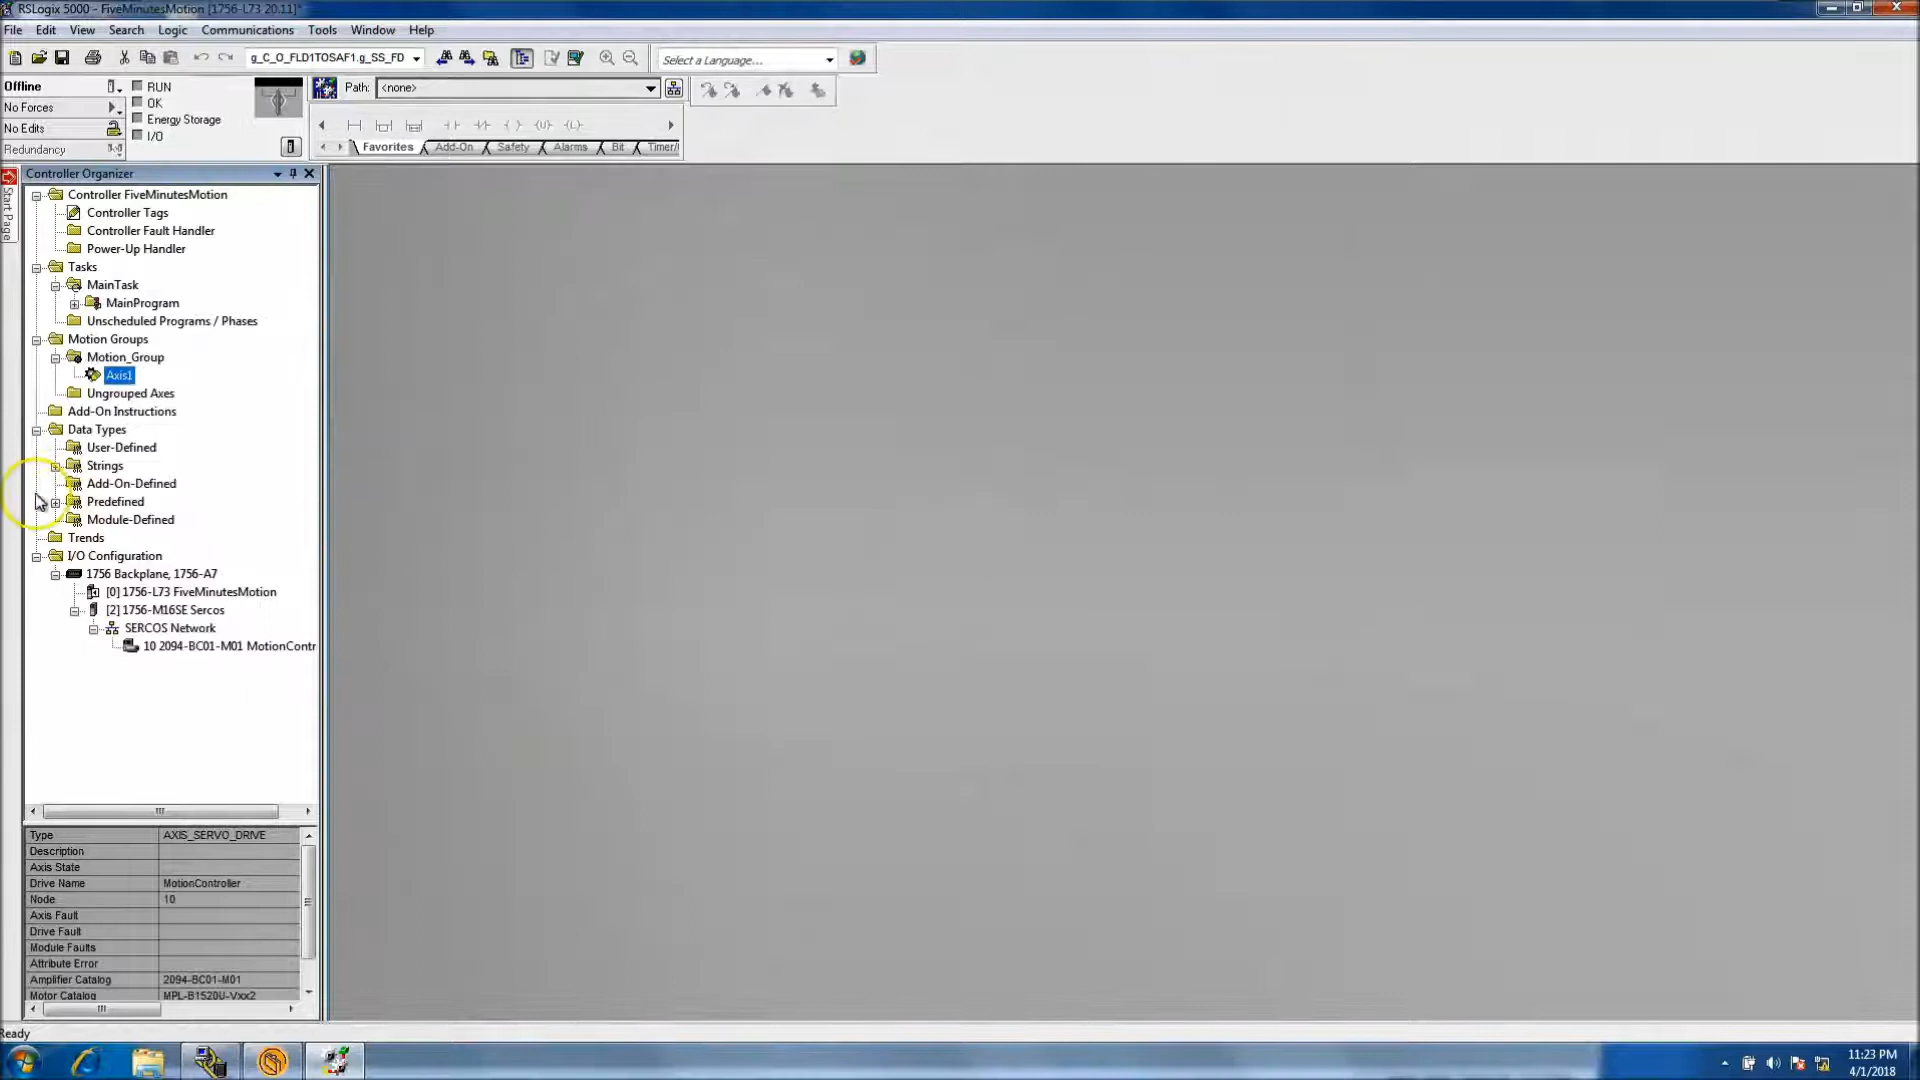 RSLogix 5000 - FiveMinutesMotion [1756-L73 20.11]*
File Edit View Search Logic Communications Tools Window Help
g_C_O_FLD1TOSAF1.g_SS_FD
Select a Language...
Offline
RUN
Path: <none>
No Forces
OK
No Edits
Energy Storage
I/O
Redundancy
Favorites Add-On Safety Alarms Bit Timer/
Start Page
Controller Organizer
Controller FiveMinutesMotion
Controller Tags
Controller Fault Handler
Power-Up Handler
Tasks
MainTask
MainProgram
Unscheduled Programs / Phases
Motion Groups
Motion_Group
Axis1
Ungrouped Axes
Add-On Instructions
Data Types
User-Defined
Strings
Add-On-Defined
Predefined
Module-Defined
Trends
I/O Configuration
1756 Backplane, 1756-A7
[0] 1756-L73 FiveMinutesMotion
[2] 1756-M16SE Sercos
SERCOS Network
10 2094-BC01-M01 MotionContr
Type AXIS_SERVO_DRIVE
Description
Axis State
Drive Name MotionController
Node 10
Axis Fault
Drive Fault
Module Faults
Attribute Error
Amplifier Catalog 2094-BC01-M01
Motor Catalog MPL-B1520U-Vxx2
Ready
11:23 PM
4/1/2018